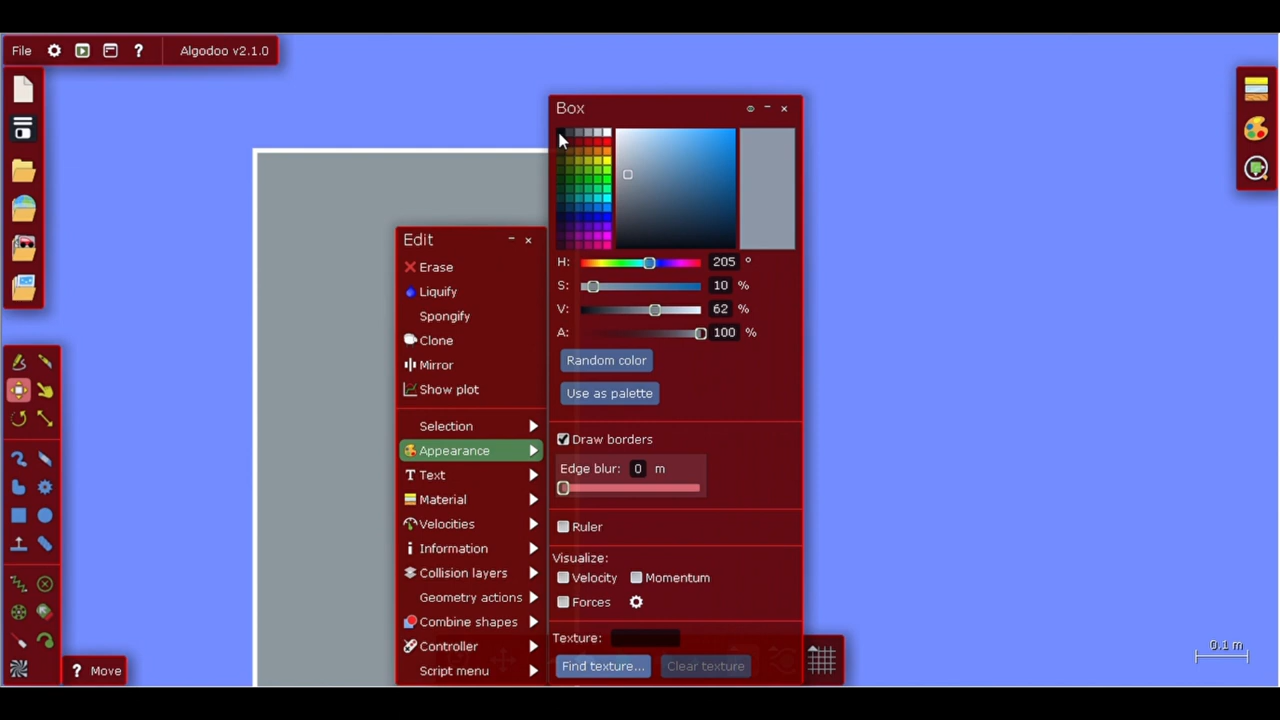 File ? Algodoo v2.1.0
Box
Edit
Erase
Liquify
Spongify
Clone
Mirror
Show plot
Selection
Appearance
Text
Material
Velocities
Information
Collision layers
Geometry actions
Combine shapes
Controller
Script menu
H: 205 °
S: 10 %
V: 62 %
A: 100 %
Random color
Use as palette
Draw borders
Edge blur: 0 m
Ruler
Visualize:
Velocity Momentum
Forces
Texture:
Find texture... Clear texture
? Move
0.1 m